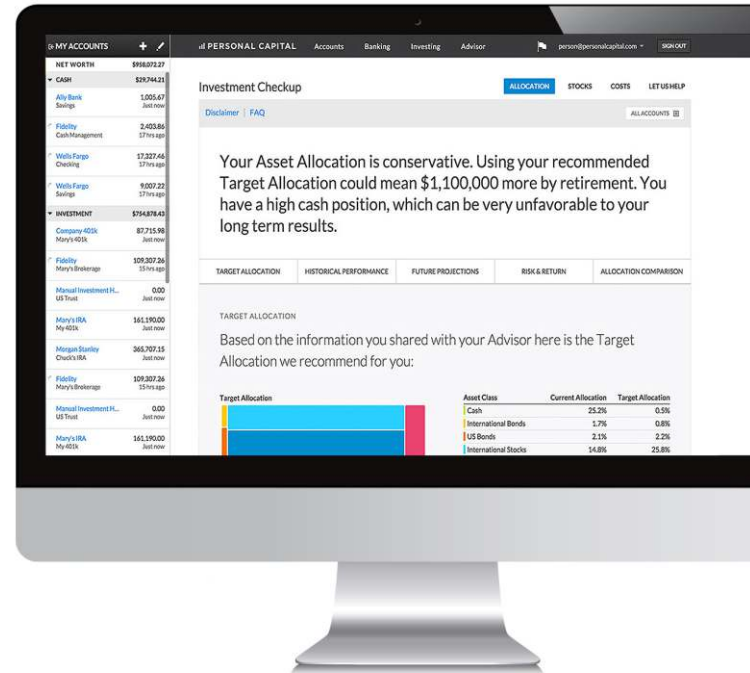 MY ACCOUNTS
NET WORTH $958,072.27
CASH $29,744.21
Ally Bank 1,005.67
Savings Just now
Fidelity 2,403.86
Cash Management 17 hrs ago
Wells Fargo 17,327.46
Checking 17 hrs ago
Wells Fargo 9,007.22
Savings 17 hrs ago
INVESTMENT $754,878.43
Company 401k 87,715.98
Mary's 401k Just now
Fidelity 109,307.26
Mary's Brokerage 15 hrs ago
Manual Investment H... 0.00
US Trust Just now
Mary's IRA 161,190.00
My 401k Just now
Morgan Stanley 365,707.15
Chuck's IRA Just now
Fidelity 109,307.26
Mary's Brokerage 15 hrs ago
Manual Investment H... 0.00
US Trust Just now
Mary's IRA 161,190.00
My 401k Just now
PERSONAL CAPITAL Accounts Banking Investing Advisor person@personalcapital.com SIGN OUT
Investment Checkup ALLOCATION STOCKS COSTS LET US HELP
Disclaimer | FAQ ALL ACCOUNTS
Your Asset Allocation is conservative. Using your recommended
Target Allocation could mean $1,100,000 more by retirement. You
have a high cash position, which can be very unfavorable to your
long term results.
TARGET ALLOCATION HISTORICAL PERFORMANCE FUTURE PROJECTIONS RISK & RETURN ALLOCATION COMPARISON
TARGET ALLOCATION
Based on the information you shared with your Advisor here is the Target
Allocation we recommend for you:
Target Allocation
Asset Class Current Allocation Target Allocation
Cash 25.2% 0.5%
International Bonds 1.7% 0.8%
US Bonds 2.1% 2.2%
International Stocks 14.8% 25.8%